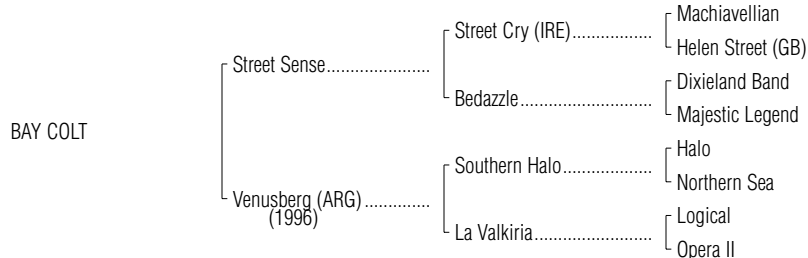 Machiavellian
Street Cry (IRE)...................
Helen Street (GB)
Street Sense......................
Dixieland Band
Bedazzle.............................
Majestic Legend
BAY COLT
Halo
Southern Halo....................
Northern Sea
Venusberg (ARG) ..............
(1996)
Logical
La Valkiria.........................
Opera II